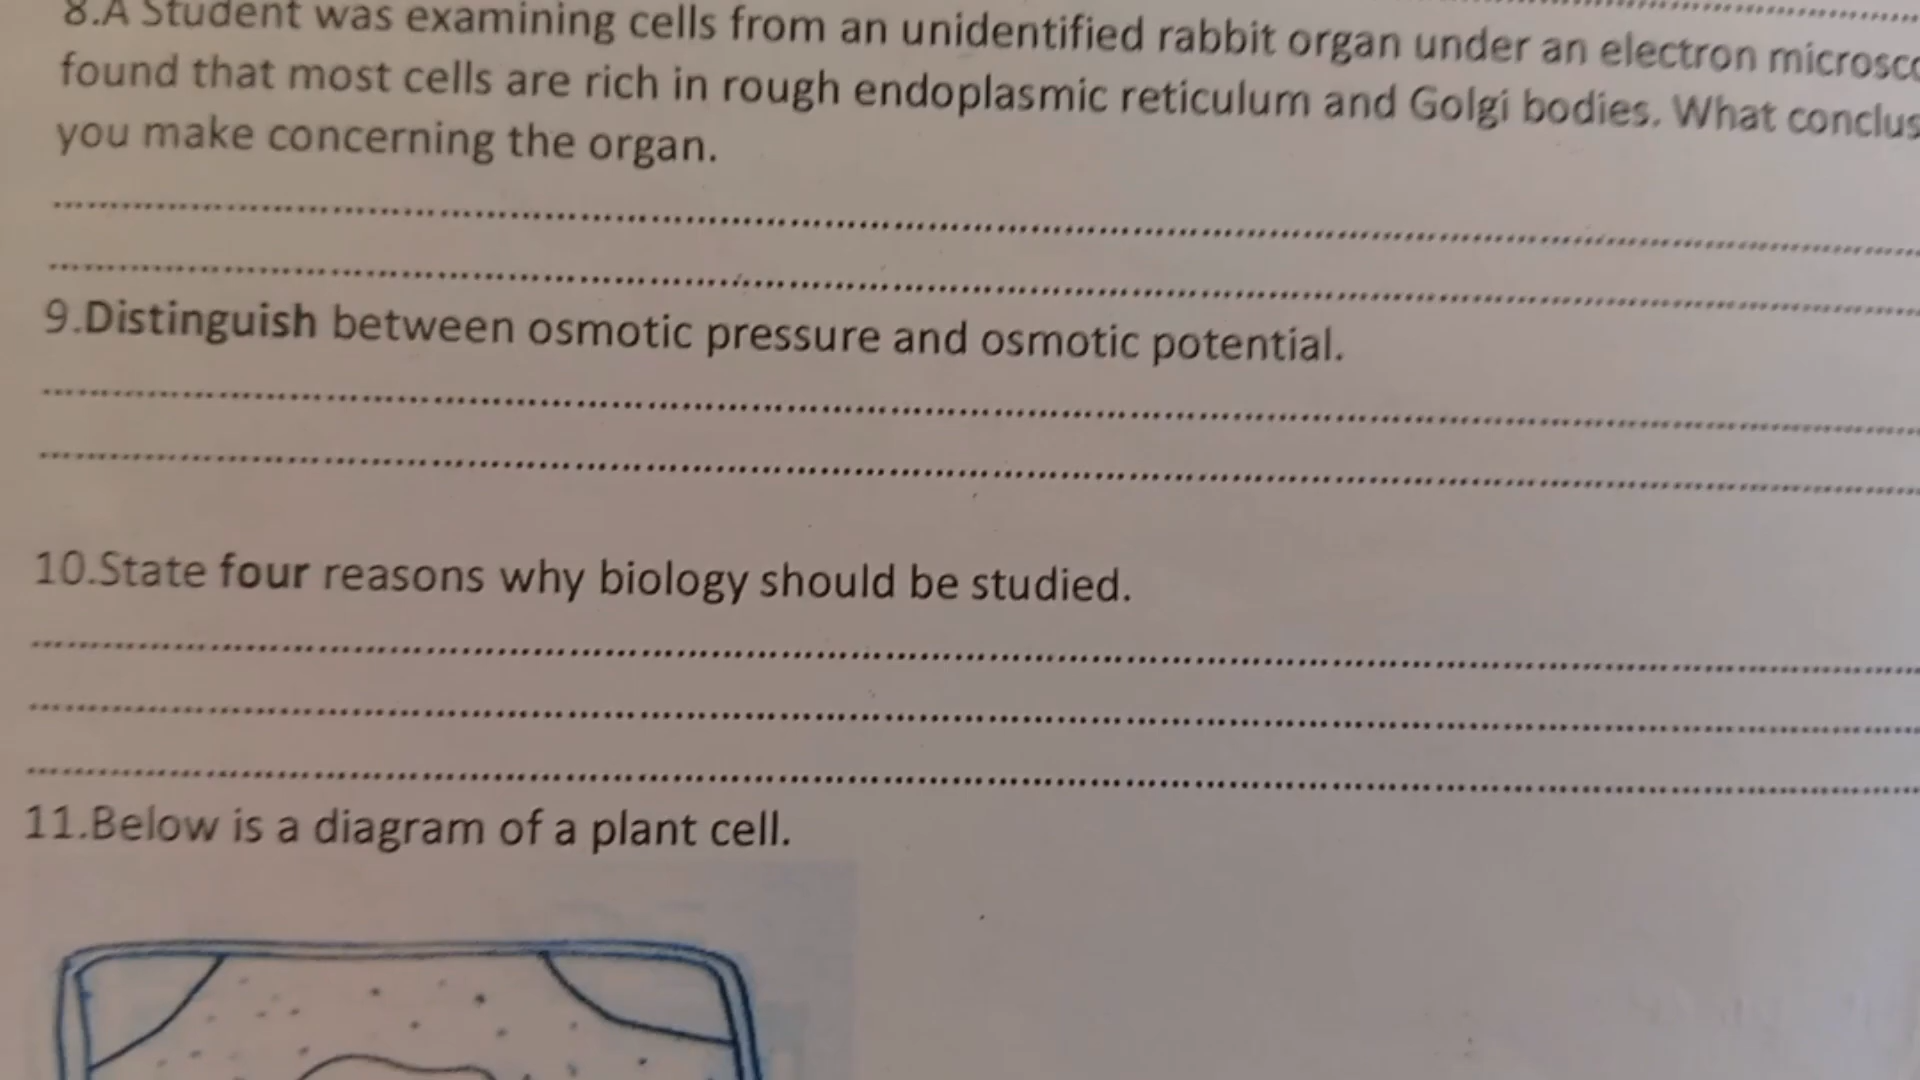 8.A Student was examining cells from an unidentified rabbit organ under an electron
found that most cells are rich in rough endoplasmic reticulum and Golgi bodies. What
you make concerning the organ.
9.Distinguish between osmotic pressure and osmotic potential.
10.State four reasons why biology should be studied.
11.Below is a diagram of a plant cell.